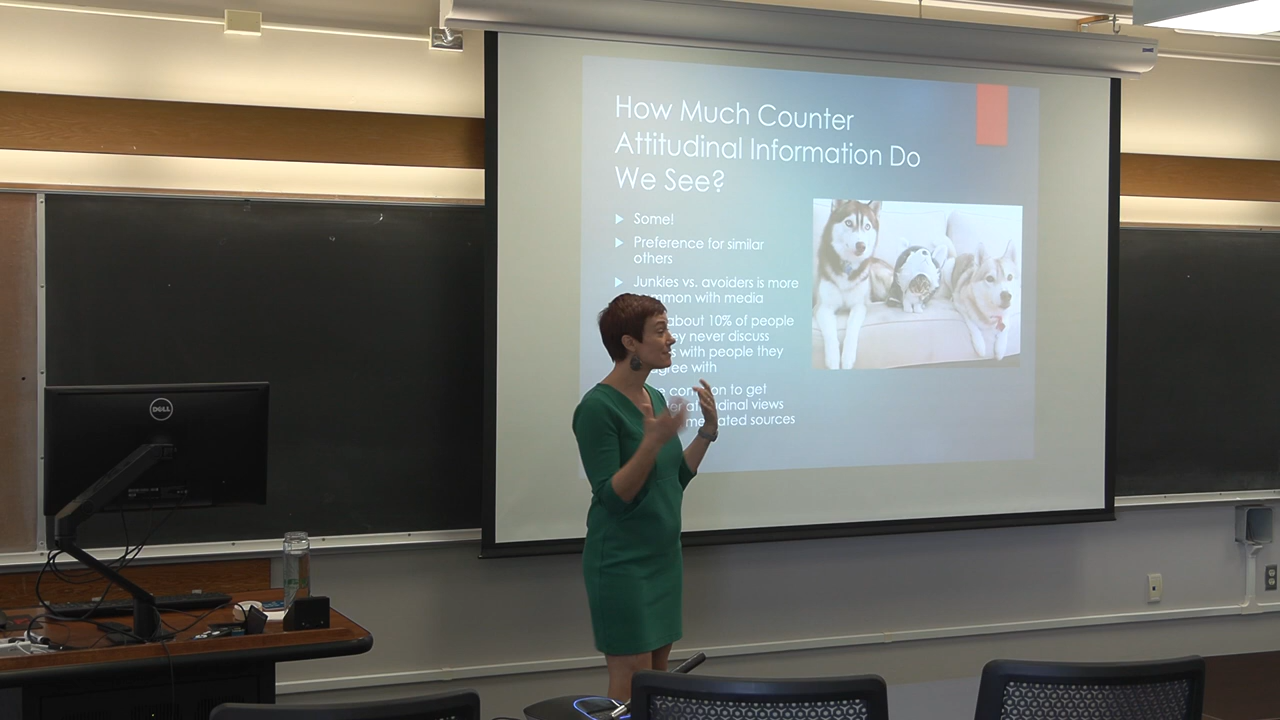 How Much Counter
Attitudinal Information Do
We See?
Some!
Preference for similar
others
Junkies vs. avoiders is more
common with media
about 10% of people
never discuss
with people they
with
to get
views
sources
DELL